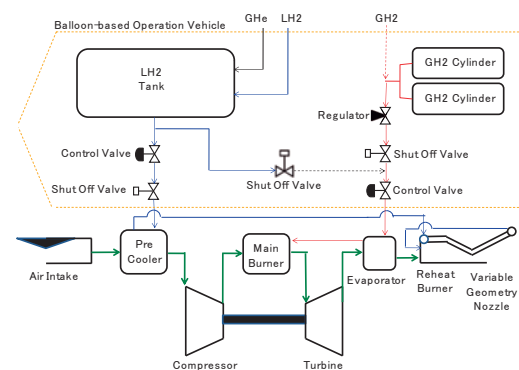 Balloon-based Operation Vehicle
GHe
LH2
GH2
LH2
Tank
GH2 Cylinder
GH2 Cylinder
Regulator
Control Valve
Shut Off Valve
Shut Off Valve
Shut Off Valve
Control Valve
Pre
Cooler
Main
Burner
Air Intake
Evaporator
Reheat
Burner
Variable
Geometry
Nozzle
Compressor
Turbine